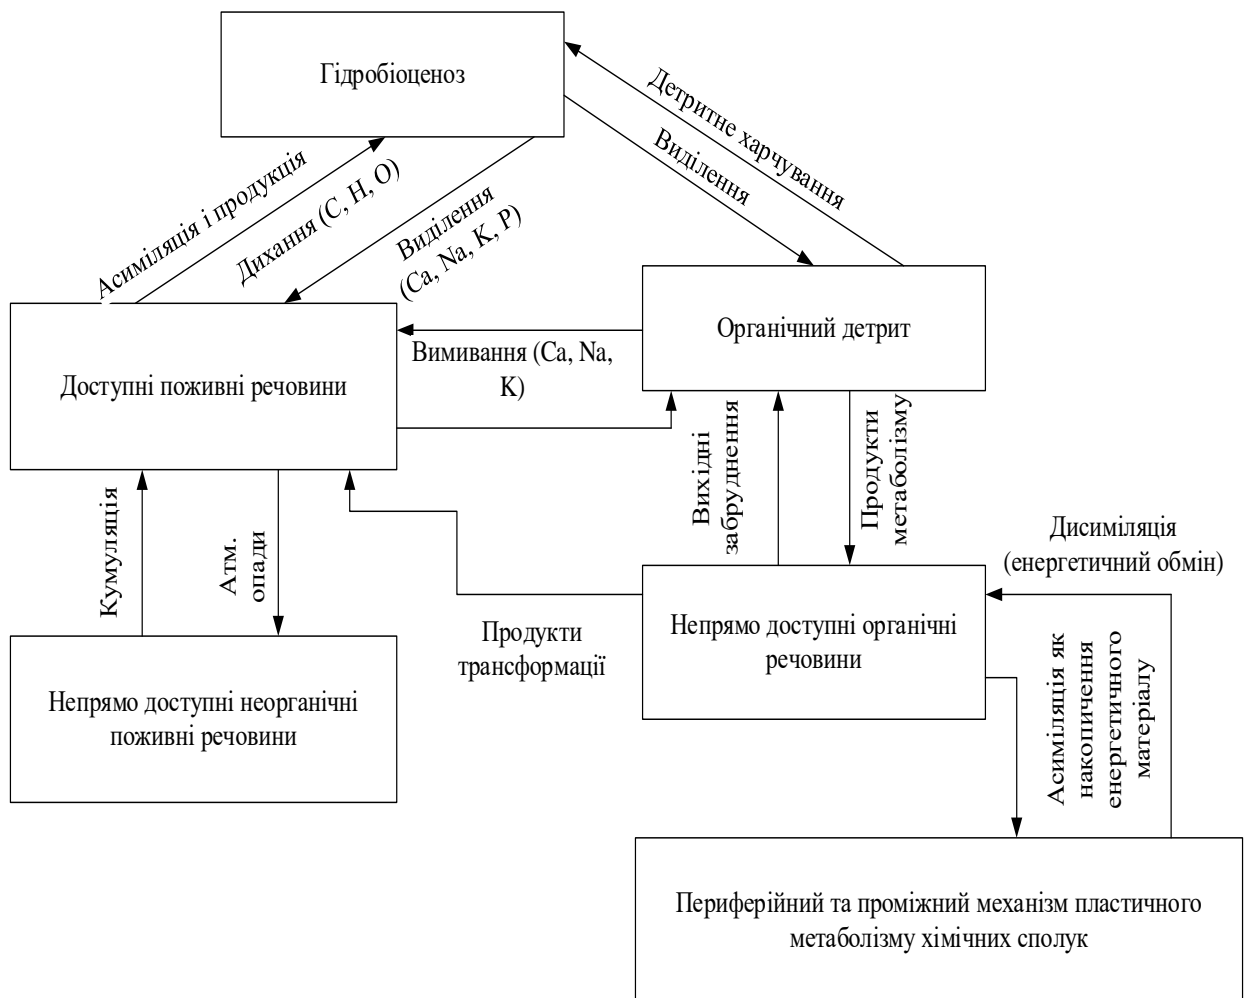 Гідробіоценоз
Детритне харчування
Виділення
Асиміляція і продукція
Дихання (C, H, O)
Виділення
(Ca, Na, K, P)
Органічний детрит
Доступні поживні речовини
Вимивання (Ca, Na,
K)
Вихідні
забруднення
Продукти
метаболізму
Кумуляція
Атм.
опади
Дисиміляція
(енергетичний обмін)
Продукти
трансформації
Непрямо доступні органічні
речовини
Непрямо доступні неорганічні
поживні речовини
Асиміляція як
накопичення
енергетичного
матеріалу
Периферійний та проміжний механізм пластичного
метаболізму хімічних сполук